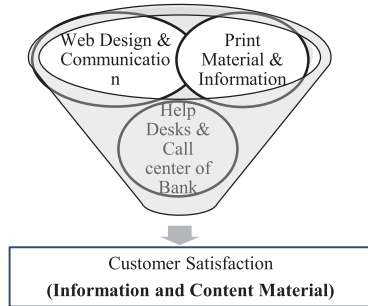 Web Design &
Communicatio
n
Print
Material &
Information
Help
Desks &
Call
center of
Bank
Customer Satisfaction
(Information and Content Material)